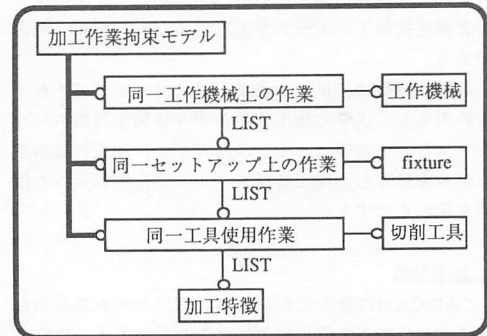 加工作業拘束モデル
同一工作機械上の作業
工作機械
LIST
同一セットアップ上の作業
fixture
LIST
同一工具使用作業
切削工具
LIST
加工特徴